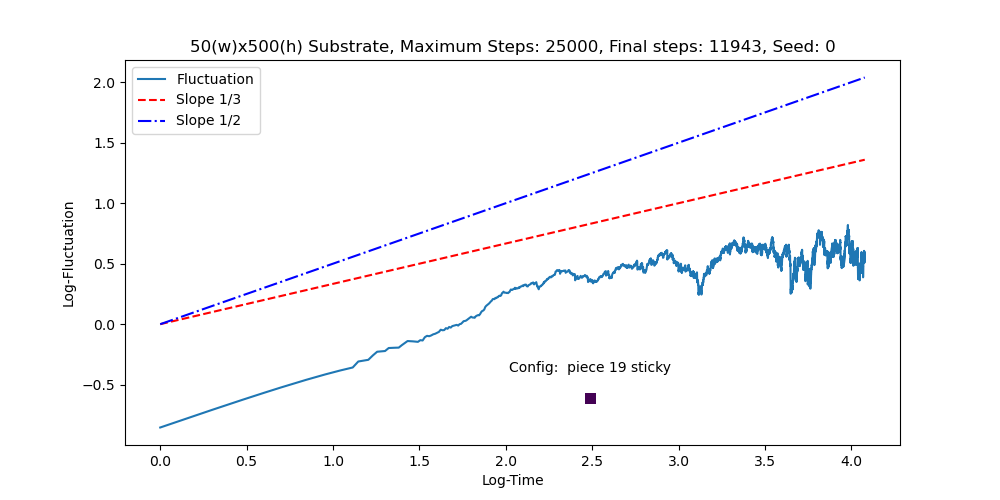 50(w)x500(h) Substrate, Maximum Steps: 25000, Final steps: 11943, Seed: 0
Fluctuation
Slope 1/3
Slope 1/2
2.0
1.5
1.0
0.5
0.0
−0.5
Log-Fluctuation
Config:  piece 19 sticky
0.0 0.5 1.0 1.5 2.0 2.5 3.0 3.5 4.0
Log-Time